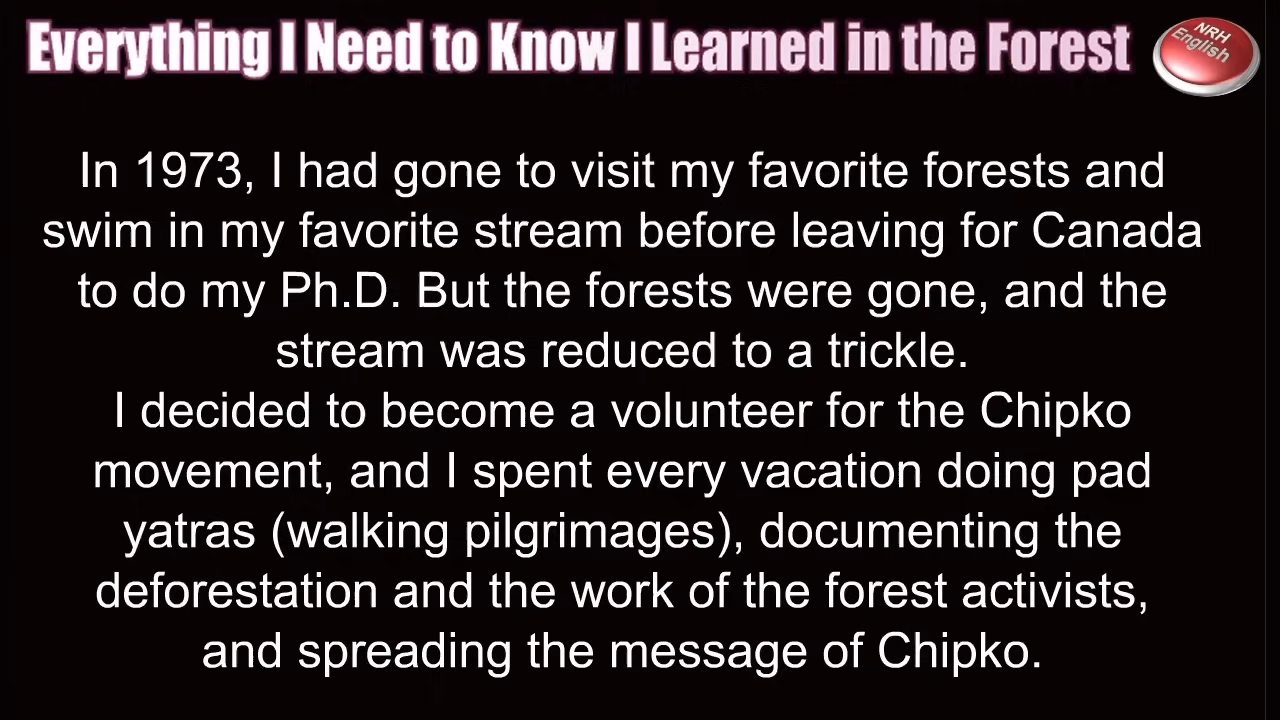 Everything I Need to Know I Learned in the Forest
NRH
English
In 1973, I had gone to visit my favorite forests and
swim in my favorite stream before leaving for Canada
to do my Ph.D. But the forests were gone, and the
stream was reduced to a trickle.
I decided to become a volunteer for the Chipko
movement, and I spent every vacation doing pad
yatras (walking pilgrimages), documenting the
deforestation and the work of the forest activists,
and spreading the message of Chipko.